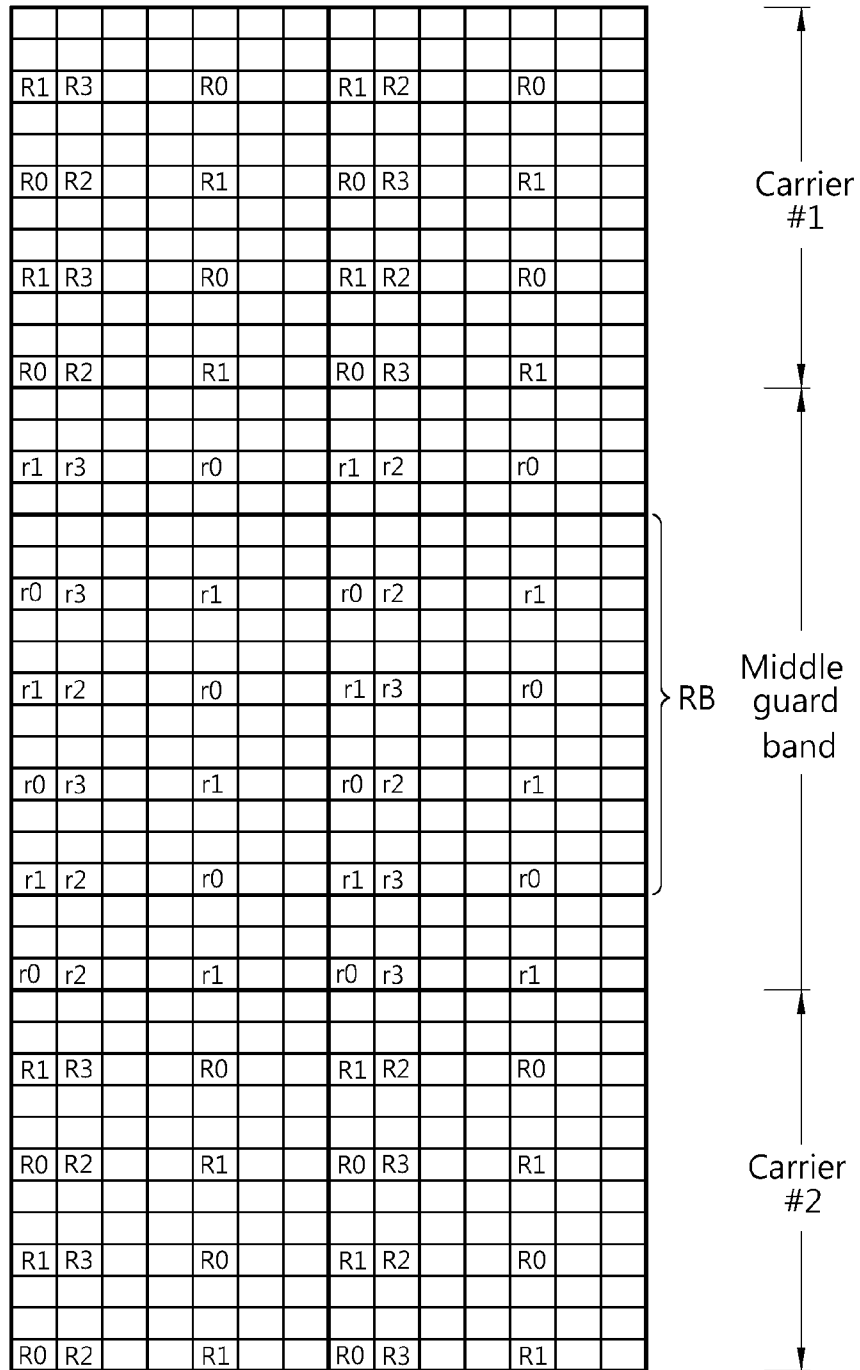 R1 R3 R0 R1 R2 R0
R0 R2 R1 R0 R3 R1
Carrier
#1
R1 R3 R0 R1 R2 R0
R0 R2 R1 R0 R3 R1
r1 r3 r0 r1 r2 r0
r0 r3 r1 r0 r2 r1
r1 r2 r0 r1 r3 r0
RB
Middle
guard
band
r0 r3 r1 r0 r2 r1
r1 r2 r0 r1 r3 r0
r0 r2 r1 r0 r3 r1
R1 R3 R0 R1 R2 R0
R0 R2 R1 R0 R3 R1
Carrier
#2
R1 R3 R0 R1 R2 R0
R0 R2 R1 R0 R3 R1